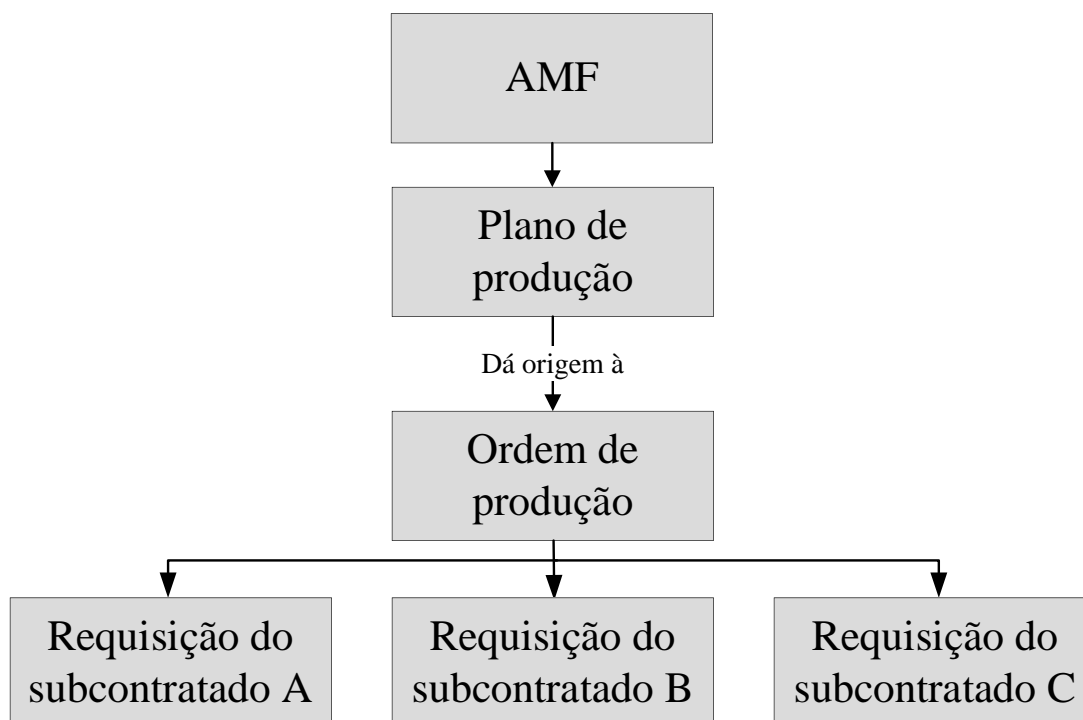 AMF
Plano de
produção
Dá origem à
Ordem de
produção
Requisição do
subcontratado A
Requisição do
subcontratado B
Requisição do
subcontratado C